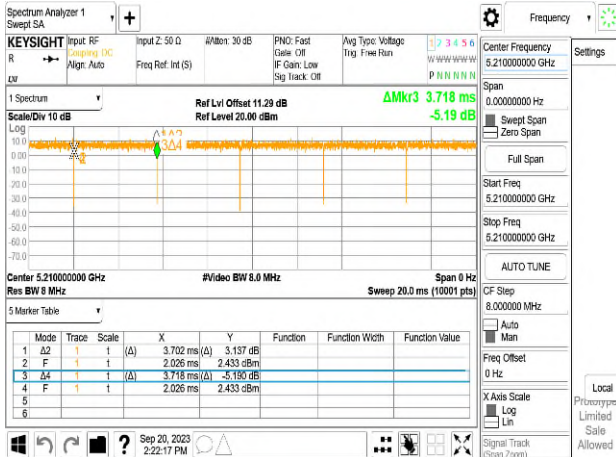 Spectrum Analyzer 1
Swept SA
+
Frequency
KEYSIGHT Input: RF Input Z: 50 Ω #Atten: 30 dB PNO: Fast Avg Type: Voltage 1 2 3 4 5 6
R Coupling: DC Gate: Off Trig: Free Run
Align: Auto Freq Ref: Int (S) IF Gain: Low W W W W W W
Sig Track: Off P N N N N N
Center Frequency
5.210000000 GHz
Settings
Span
0.00000000 Hz
Swept Span
Zero Span
Full Span
Start Freq
5.210000000 GHz
Stop Freq
5.210000000 GHz
AUTO TUNE
CF Step
8.000000 MHz
Auto
Man
Freq Offset
0 Hz
X Axis Scale
Log
Lin
Signal Track
(Span Zoom)
Local
Prototype
Limited
Sale
Allowed
1 Spectrum
Scale/Div 10 dB
Ref Lvl Offset 11.29 dB
Ref Level 20.00 dBm
ΔMkr3 3.718 ms
-5.19 dB
Log
10.0
0.00
-10.0
-20.0
-30.0
-40.0
-50.0
-60.0
-70.0
3Δ4
Center 5.210000000 GHz #Video BW 8.0 MHz Span 0 Hz
Res BW 8 MHz Sweep 20.0 ms (10001 pts)
5 Marker Table
Mode Trace Scale X Y Function Function Width Function Value
1 Δ2 1 t (Δ) 3.702 ms (Δ) 3.137 dB
2 F 1 t 2.026 ms 2.433 dBm
3 Δ4 1 t (Δ) 3.718 ms (Δ) -5.190 dB
4 F 1 t 2.026 ms 2.433 dBm
5
6
? Sep 20, 2023
2:22:17 PM